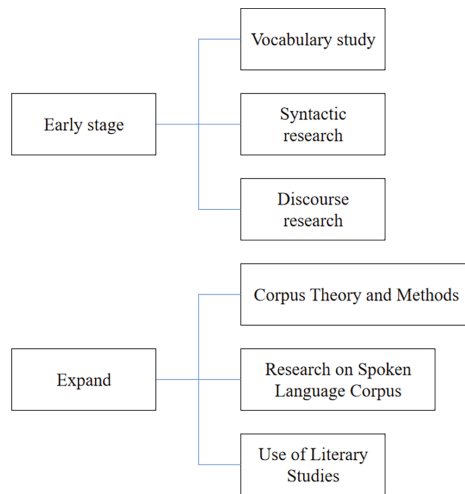 Vocabulary study
Early stage
Syntactic
research
Discourse
research
Corpus Theory and Methods
Expand
Research on Spoken
Language Corpus
Use of Literary
Studies